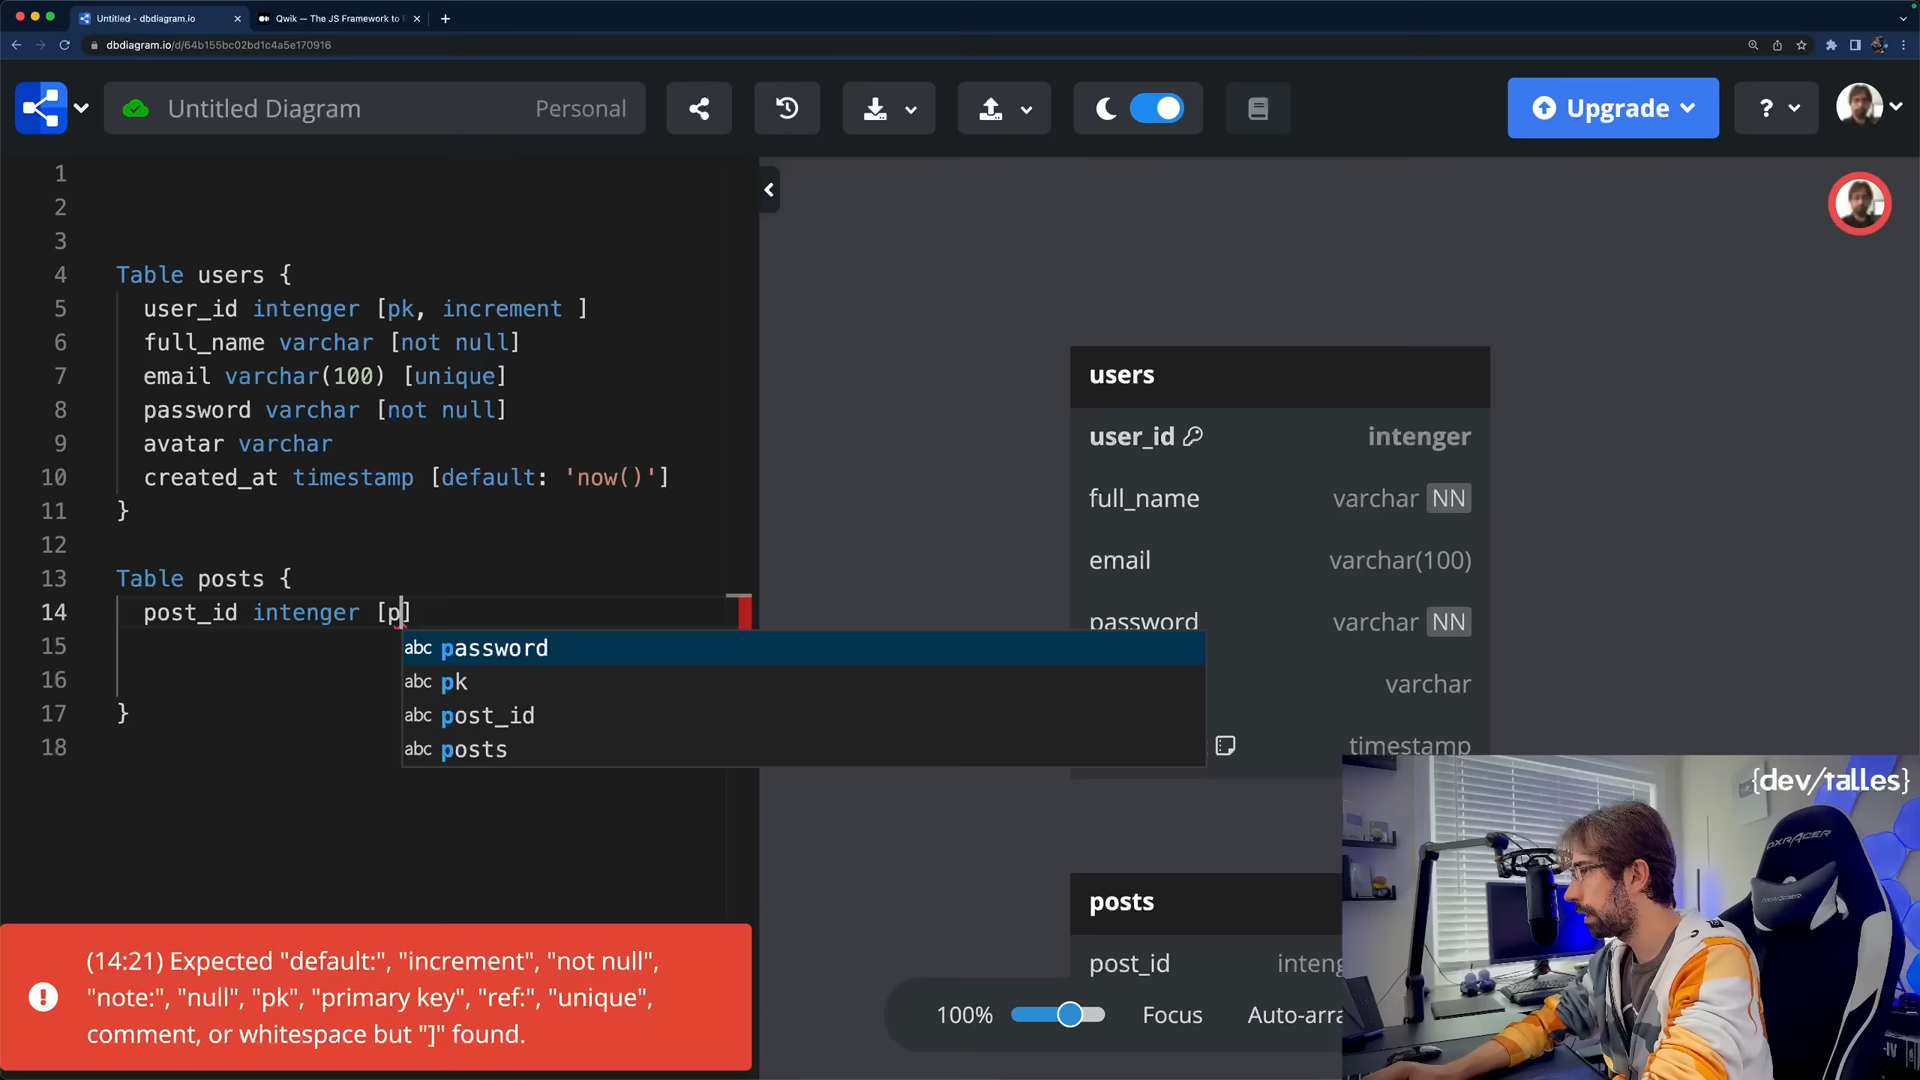 Untitled - dbdiagram.io
Qwik — The JS Framework to
dbdiagram.io/d/64b155bc02bd1c4a5e170916
Untitled Diagram
Personal
Upgrade
?
1
2
3
4 Table users {
5 user_id intenger [pk, increment ]
6 full_name varchar [not null]
7 email varchar(100) [unique]
8 password varchar [not null]
9 avatar varchar
10 created_at timestamp [default: 'now()']
11 }
12
13 Table posts {
14 post_id intenger [p]
15
16
17 }
18
abc password
abc pk
abc post_id
abc posts
(14:21) Expected "default:", "increment", "not null",
"note:", "null", "pk", "primary key", "ref:", "unique",
comment, or whitespace but "]" found.
users
user_id intenger
full_name varchar NN
email varchar(100)
password varchar NN
varchar
timestamp
posts
post_id inteng
100% Focus Auto-arra
{dev/talles}
DXRACER